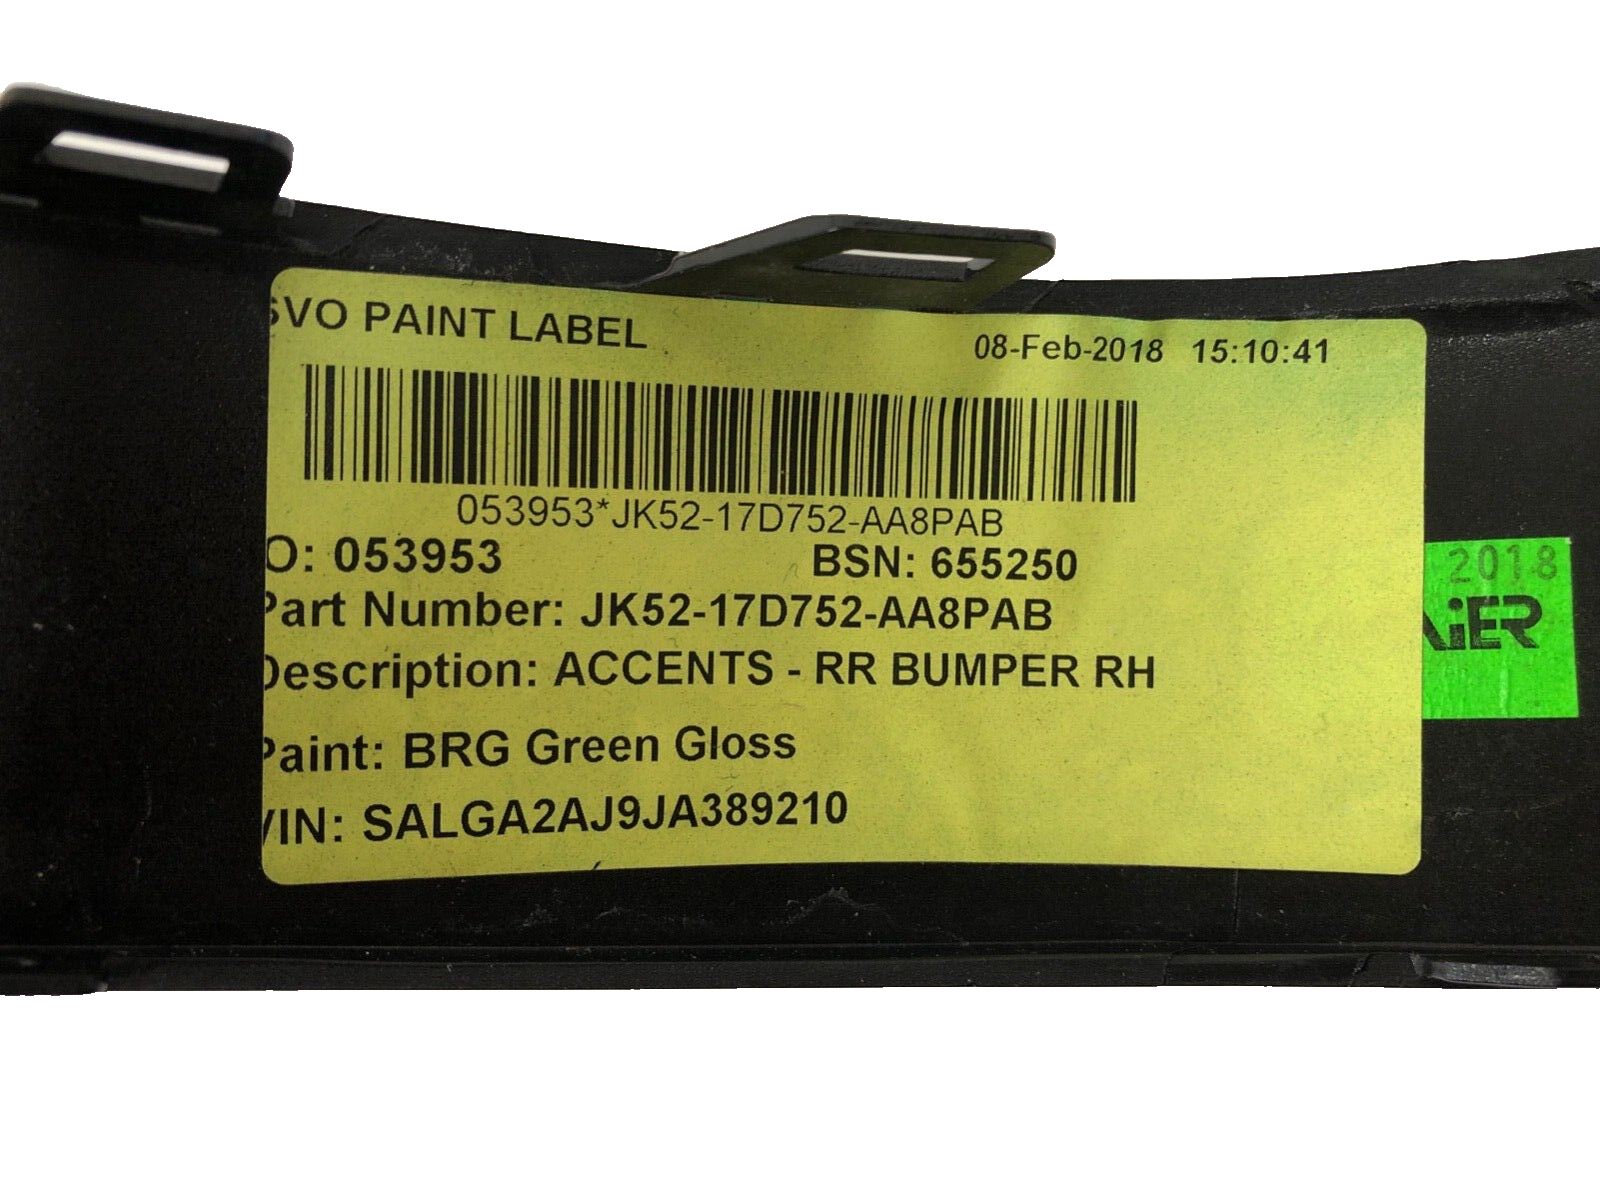 SVO PAINT LABEL
08-Feb-2018 15:10:41
053953*JK52-17D752-AA8PAB
O: 053953 BSN: 655250
Part Number: JK52-17D752-AA8PAB
Description: ACCENTS - RR BUMPER RH
Paint: BRG Green Gloss
VIN: SALGA2AJ9JA389210
2018
AiER